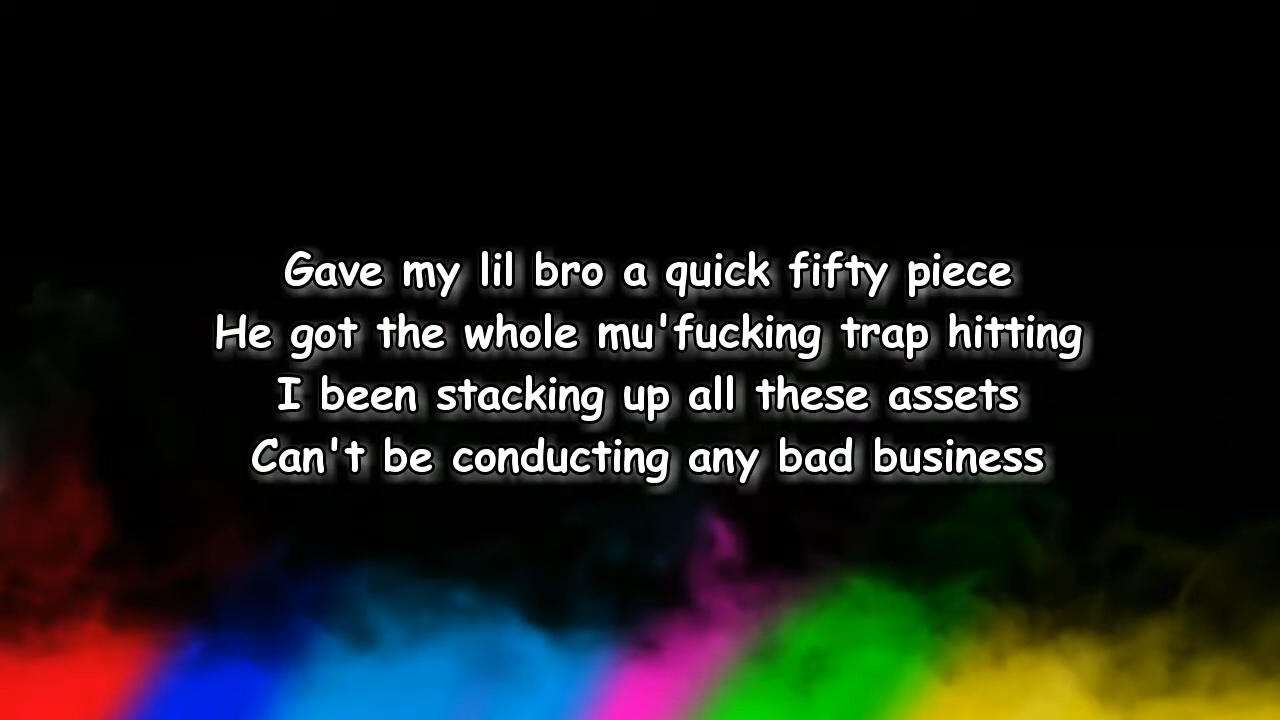 Gave my lil bro a quick fifty piece
He got the whole mu'fucking trap hitting
I been stacking up all these assets
Can't be conducting any bad business